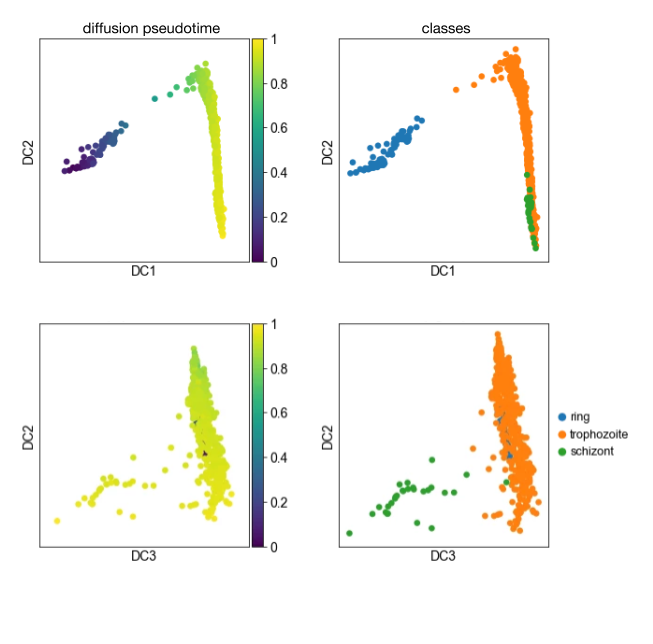 diffusion pseudotime
classes
DC2
1
0.8
0.6
0.4
0.2
0
DC1
DC2
DC1
DC2
1
0.8
0.6
0.4
0.2
0
DC3
DC2
DC3
ring
trophozoite
schizont